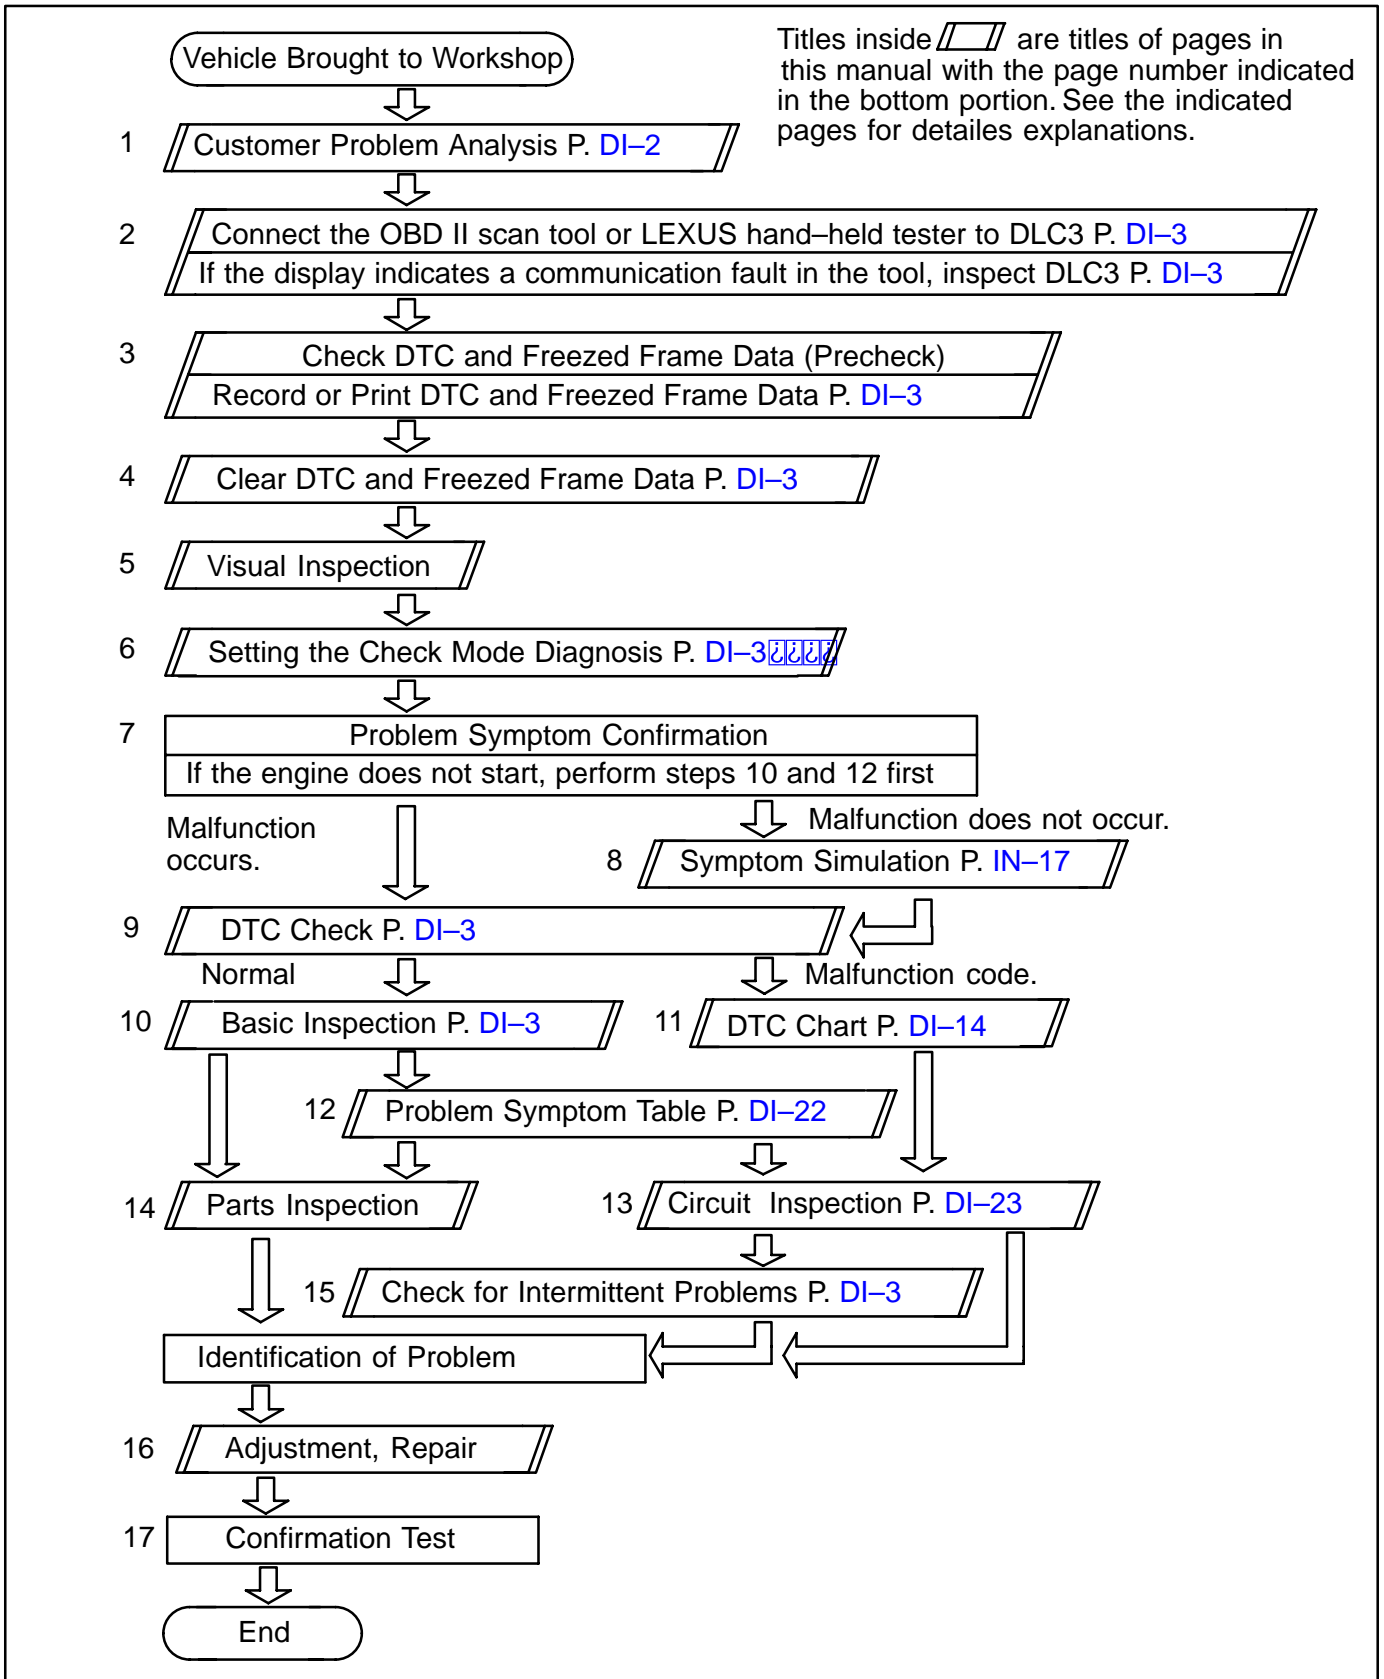 Vehicle Brought to Workshop
Titles inside are titles of pages in
this manual with the page number indicated
in the bottom portion. See the indicated
pages for detailes explanations.
1 Customer Problem Analysis P. DI–2
2 Connect the OBD II scan tool or LEXUS hand–held tester to DLC3 P. DI–3
If the display indicates a communication fault in the tool, inspect DLC3 P. DI–3
3 Check DTC and Freezed Frame Data (Precheck)
Record or Print DTC and Freezed Frame Data P. DI–3
4 Clear DTC and Freezed Frame Data P. DI–3
5 Visual Inspection
6 Setting the Check Mode Diagnosis P. DI–3¿¿¿¿
7 Problem Symptom Confirmation
If the engine does not start, perform steps 10 and 12 first
Malfunction
occurs.
Malfunction does not occur.
8 Symptom Simulation P. IN–17
9 DTC Check P. DI–3
Normal
Malfunction code.
10 Basic Inspection P. DI–3
11 DTC Chart P. DI–14
12 Problem Symptom Table P. DI–22
14 Parts Inspection
13 Circuit Inspection P. DI–23
15 Check for Intermittent Problems P. DI–3
Identification of Problem
16 Adjustment, Repair
17 Confirmation Test
End